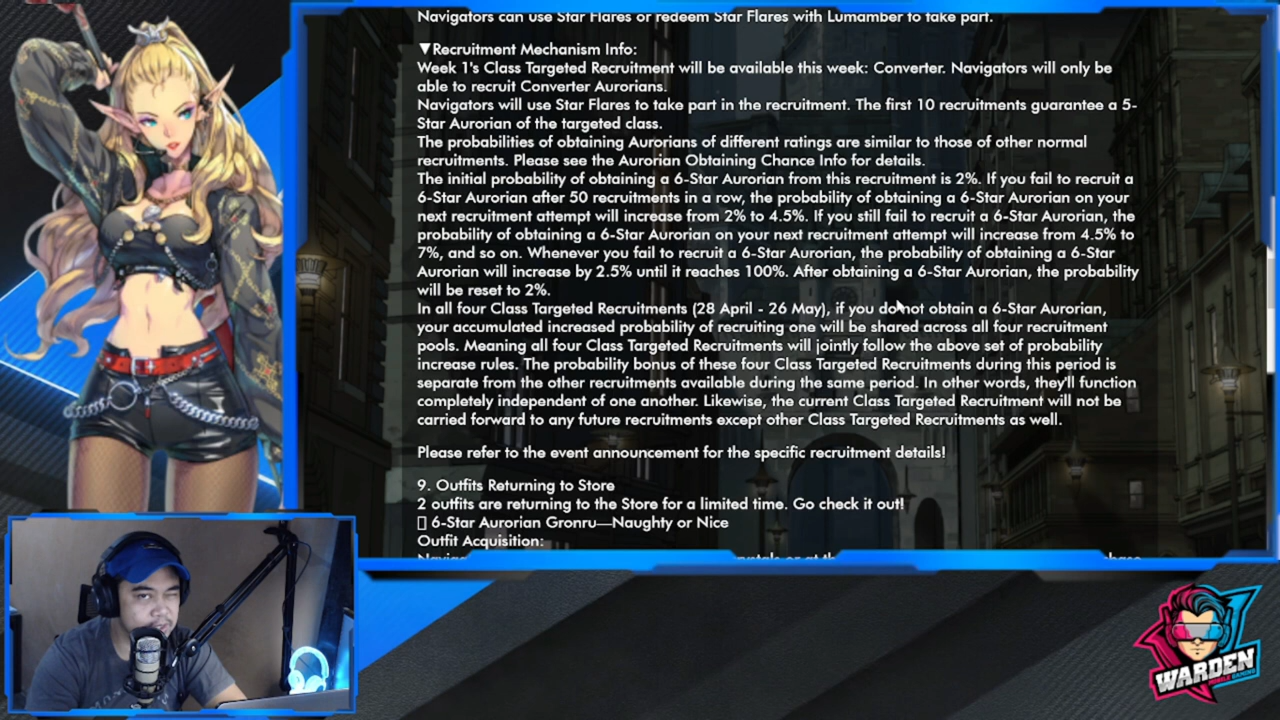 Navigators can use Star Flares or redeem Star Flares with Lumamber to take part.
▼Recruitment Mechanism Info:
Week 1's Class Targeted Recruitment will be available this week: Converter. Navigators will only be
able to recruit Converter Aurorians.
Navigators will use Star Flares to take part in the recruitment. The first 10 recruitments guarantee a 5-
Star Aurorian of the targeted class.
The probabilities of obtaining Aurorians of different ratings are similar to those of other normal
recruitments. Please see the Aurorian Obtaining Chance Info for details.
The initial probability of obtaining a 6-Star Aurorian from this recruitment is 2%. If you fail to recruit a
6-Star Aurorian after 50 recruitments in a row, the probability of obtaining a 6-Star Aurorian on your
next recruitment attempt will increase from 2% to 4.5%. If you still fail to recruit a 6-Star Aurorian, the
probability of obtaining a 6-Star Aurorian on your next recruitment attempt will increase from 4.5% to
7%, and so on. Whenever you fail to recruit a 6-Star Aurorian, the probability of obtaining a 6-Star
Aurorian will increase by 2.5% until it reaches 100%. After obtaining a 6-Star Aurorian, the probability
will be reset to 2%.
In all four Class Targeted Recruitments (28 April - 26 May), if you do not obtain a 6-Star Aurorian,
your accumulated increased probability of recruiting one will be shared across all four recruitment
pools. Meaning all four Class Targeted Recruitments will jointly follow the above set of probability
increase rules. The probability bonus of these four Class Targeted Recruitments during this period is
separate from the other recruitments available during the same period. In other words, they'll function
completely independent of one another. Likewise, the current Class Targeted Recruitment will not be
carried forward to any future recruitments except other Class Targeted Recruitments as well.
Please refer to the event announcement for the specific recruitment details!
9. Outfits Returning to Store
2 outfits are returning to the Store for a limited time. Go check it out!
▯ 6-Star Aurorian Gronru—Naughty or Nice
Outfit Acquisition:
WARDEN
MOBILE GAMING